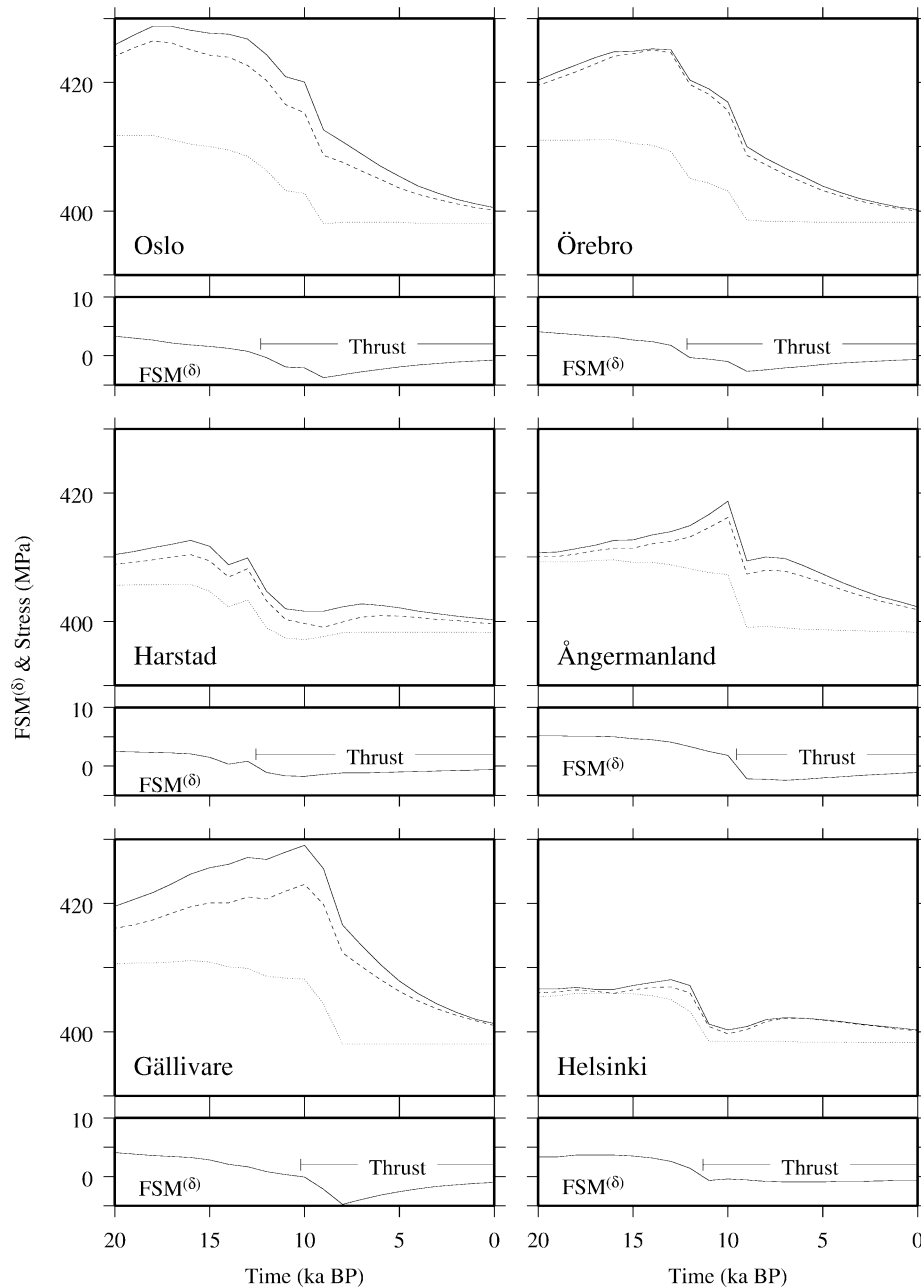 420
400
Oslo
Örebro
10
0
FSM(δ)
Thrust
FSM(δ)
Thrust
FSM(δ) & Stress (MPa)
420
400
Harstad
Ångermanland
10
0
FSM(δ)
Thrust
FSM(δ)
Thrust
420
400
Gällivare
Helsinki
10
0
FSM(δ)
Thrust
FSM(δ)
Thrust
20 15 10 5 0
20 15 10 5 0
Time (ka BP)
Time (ka BP)